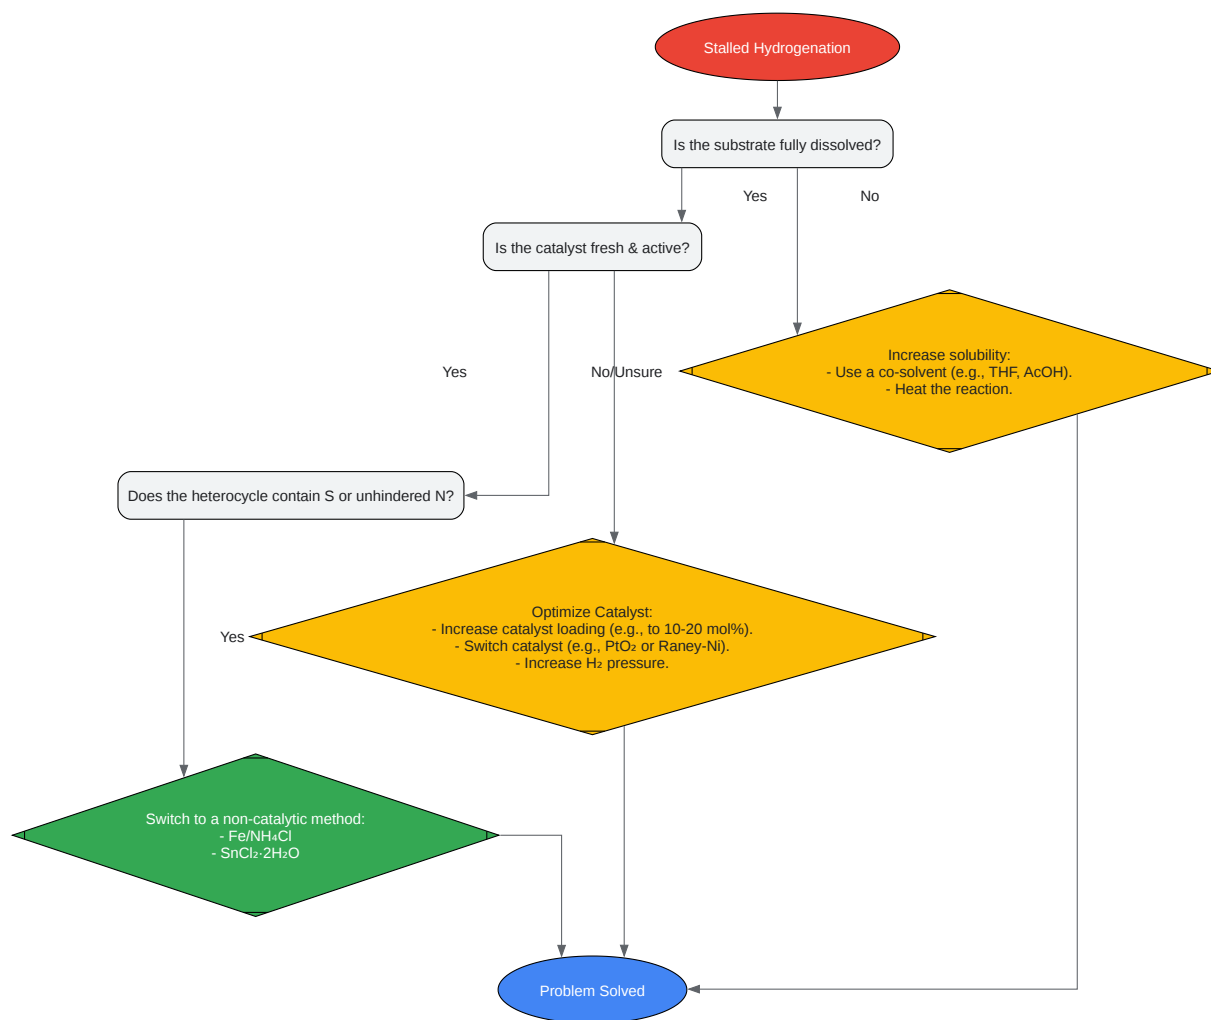 Stalled Hydrogenation
Is the substrate fully dissolved?
Yes
No
Is the catalyst fresh & active?
Yes
No/Unsure
Increase solubility:
- Use a co-solvent (e.g., THF, AcOH).
- Heat the reaction.
Does the heterocycle contain S or unhindered N?
Optimize Catalyst:
- Increase catalyst loading (e.g., to 10-20 mol%).
- Switch catalyst (e.g., PtO₂ or Raney-Ni).
- Increase H₂ pressure.
Yes
Switch to a non-catalytic method:
- Fe/NH₄Cl
- SnCl₂·2H₂O
Problem Solved